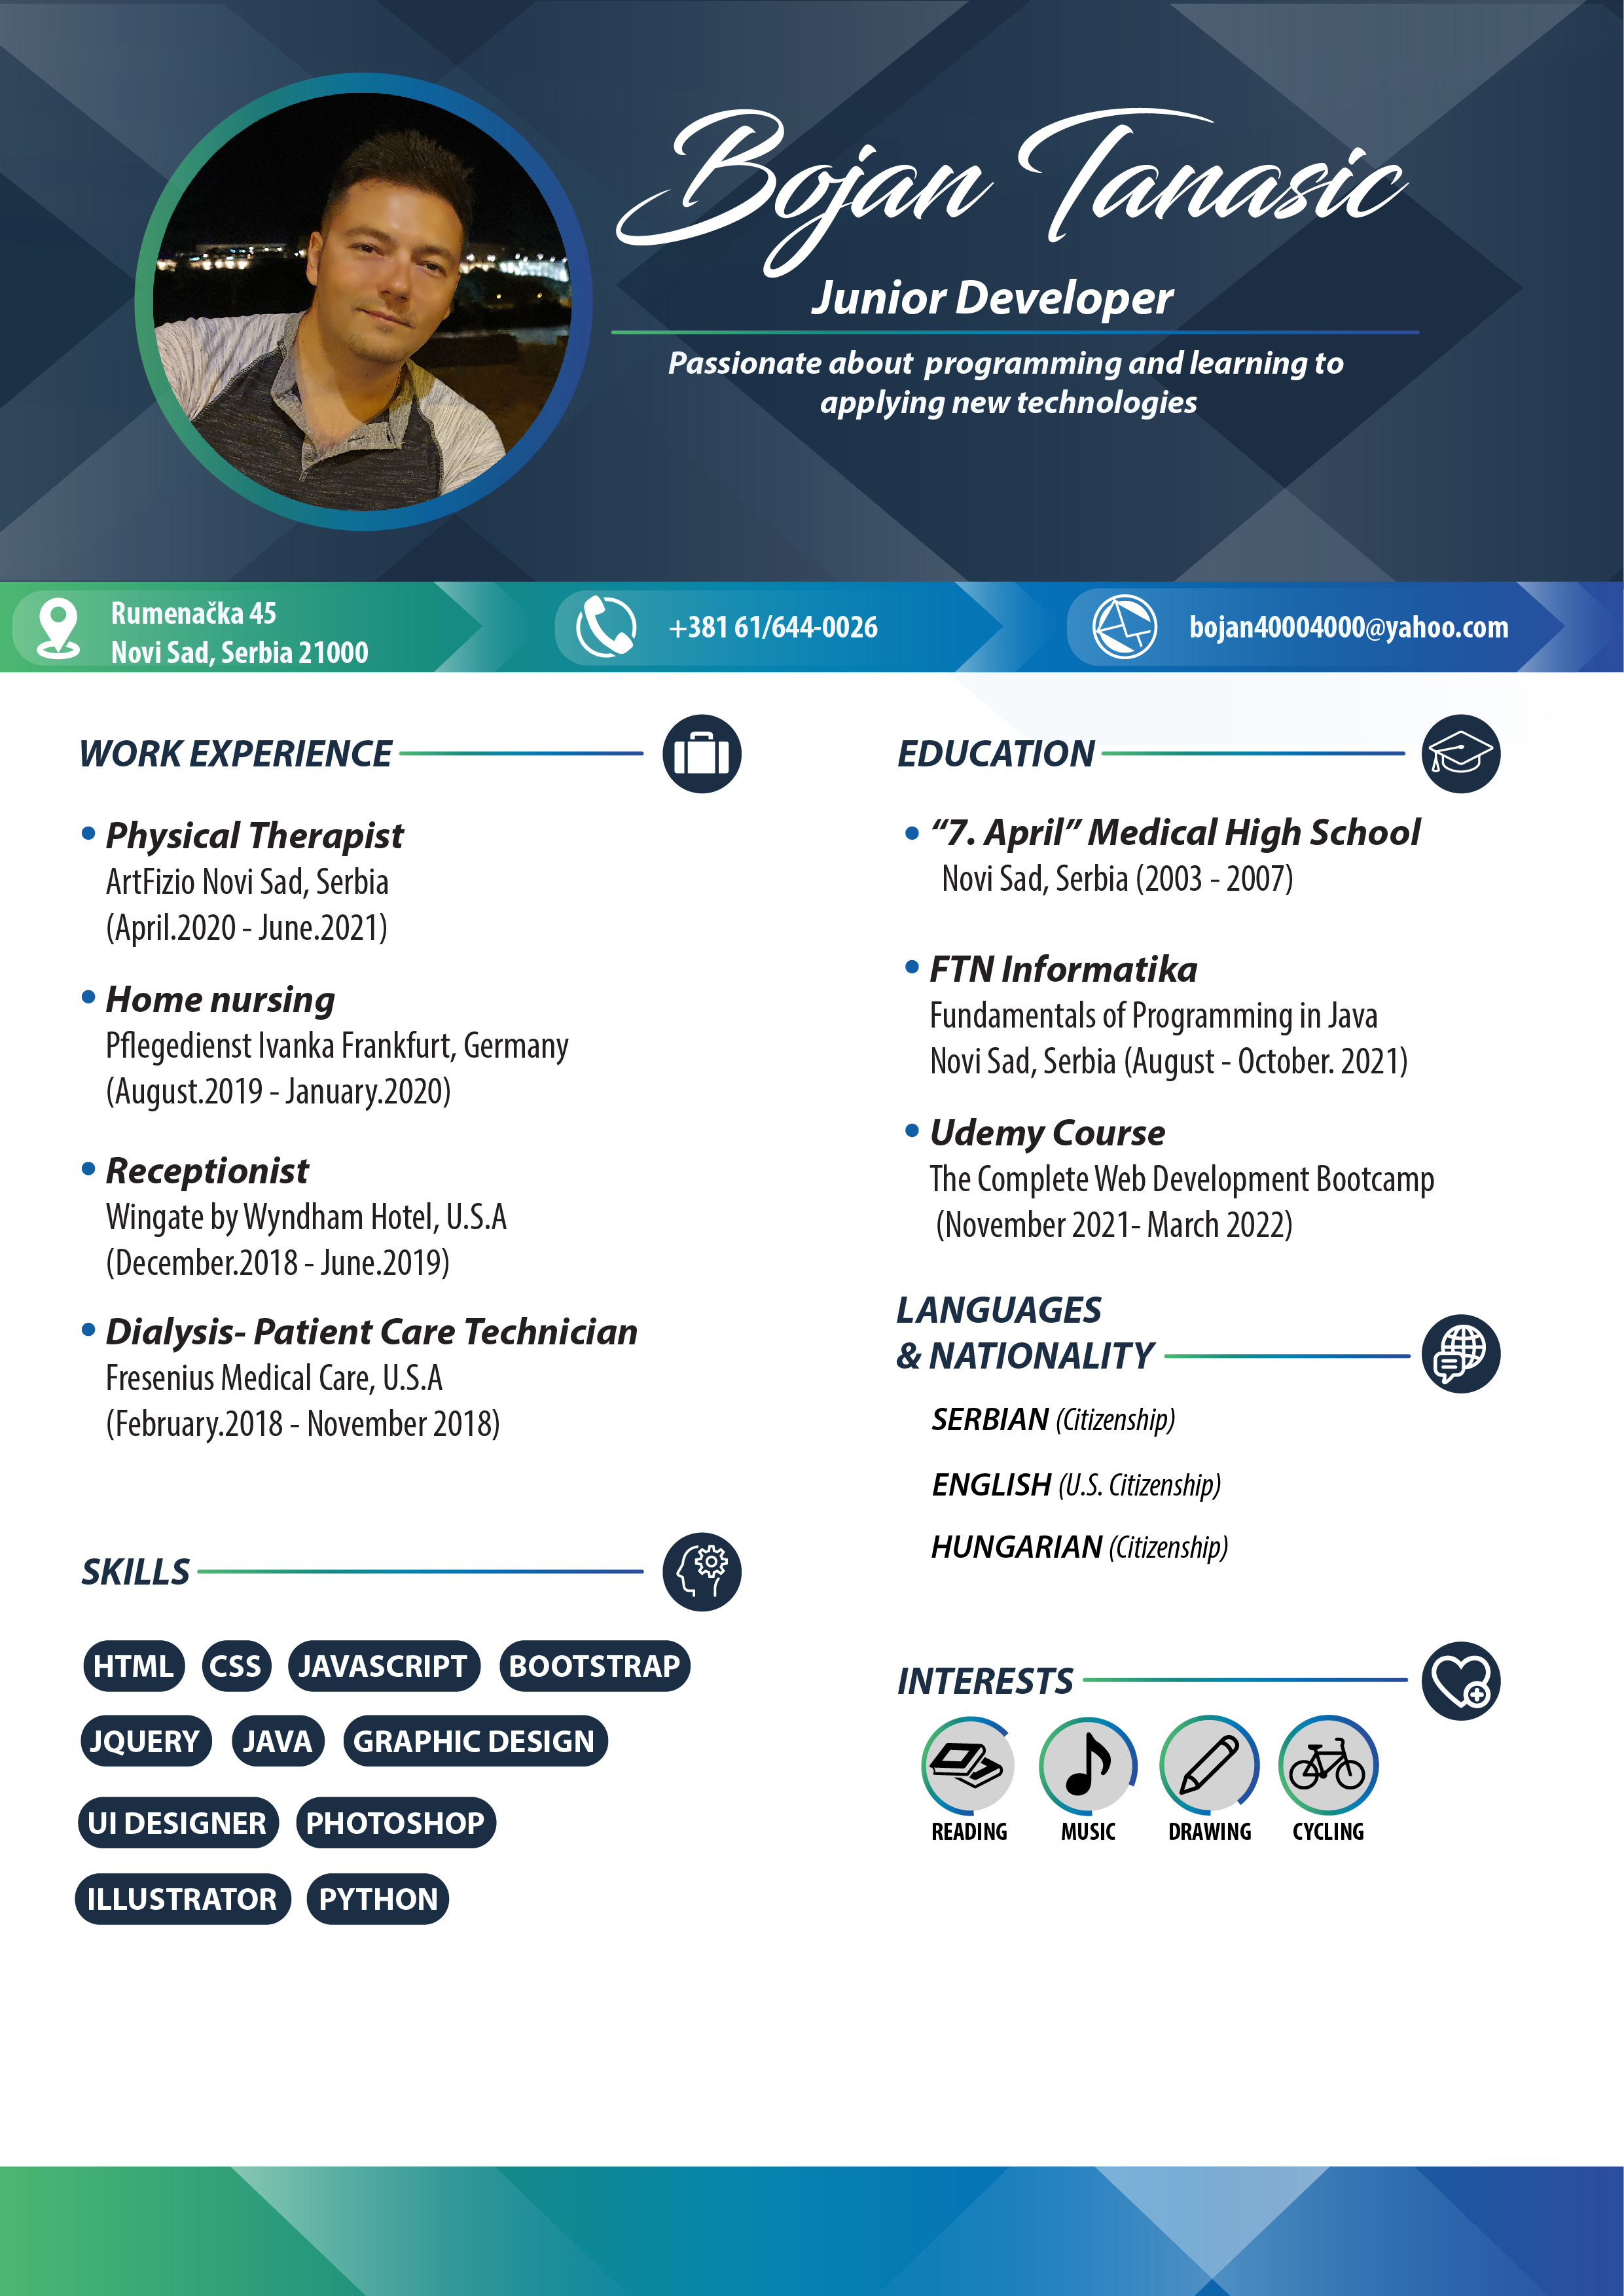 Bojan Tanasic
Junior Developer
Passionate about programming and learning to
applying new technologies
Rumenačka 45
Novi Sad, Serbia 21000
+381 61/644-0026
bojan40004000@yahoo.com
WORK EXPERIENCE
• Physical Therapist
ArtFizio Novi Sad, Serbia
(April.2020 - June.2021)
• Home nursing
Pflegedienst Ivanka Frankfurt, Germany
(August.2019 - January.2020)
• Receptionist
Wingate by Wyndham Hotel, U.S.A
(December.2018 - June.2019)
• Dialysis- Patient Care Technician
Fresenius Medical Care, U.S.A
(February.2018 - November 2018)
SKILLS
HTML CSS JAVASCRIPT BOOTSTRAP
JQUERY JAVA GRAPHIC DESIGN
UI DESIGNER PHOTOSHOP
ILLUSTRATOR PYTHON
EDUCATION
• “7. April” Medical High School
Novi Sad, Serbia (2003 - 2007)
• FTN Informatika
Fundamentals of Programming in Java
Novi Sad, Serbia (August - October. 2021)
• Udemy Course
The Complete Web Development Bootcamp
(November 2021- March 2022)
LANGUAGES
& NATIONALITY
SERBIAN (Citizenship)
ENGLISH (U.S. Citizenship)
HUNGARIAN (Citizenship)
INTERESTS
READING MUSIC DRAWING CYCLING